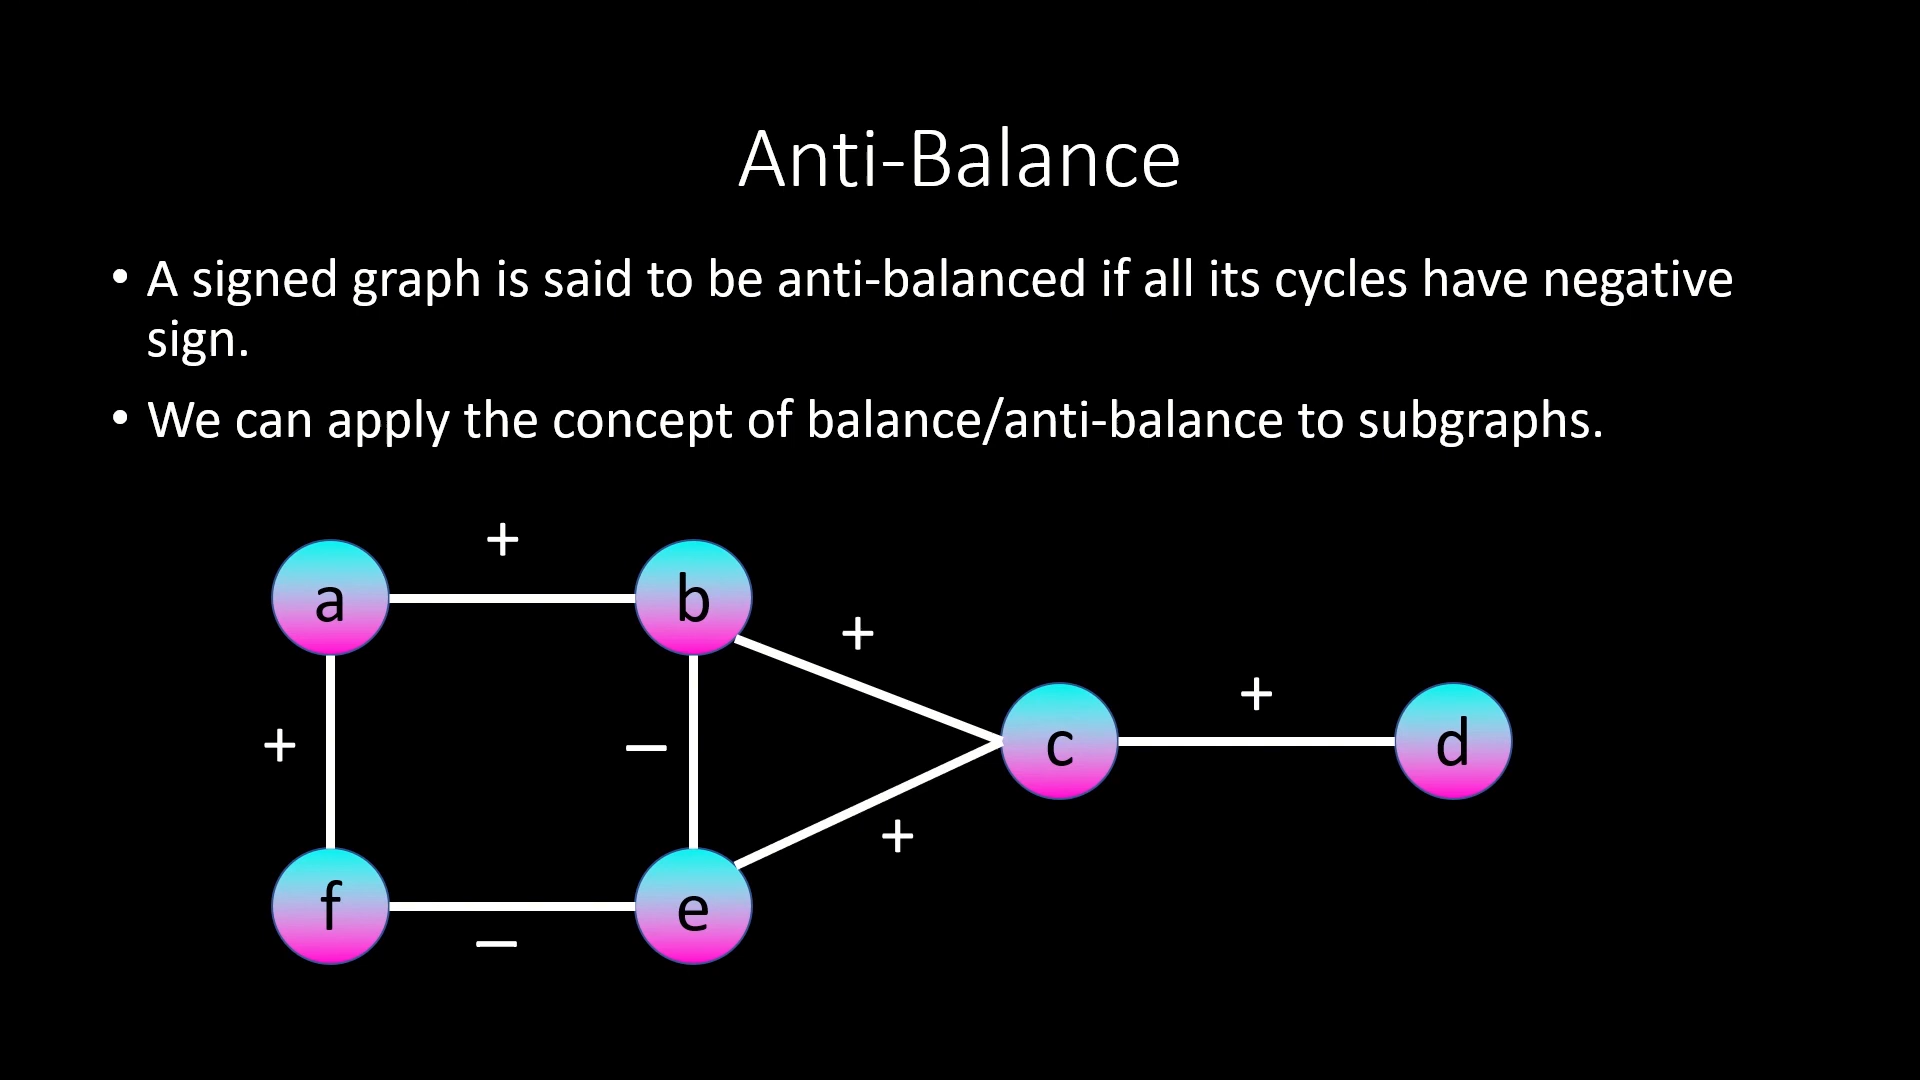 Anti-Balance
• A signed graph is said to be anti-balanced if all its cycles have negative
sign.
• We can apply the concept of balance/anti-balance to subgraphs.
+
a
b
+
+
+
–
c
d
+
f
e
–